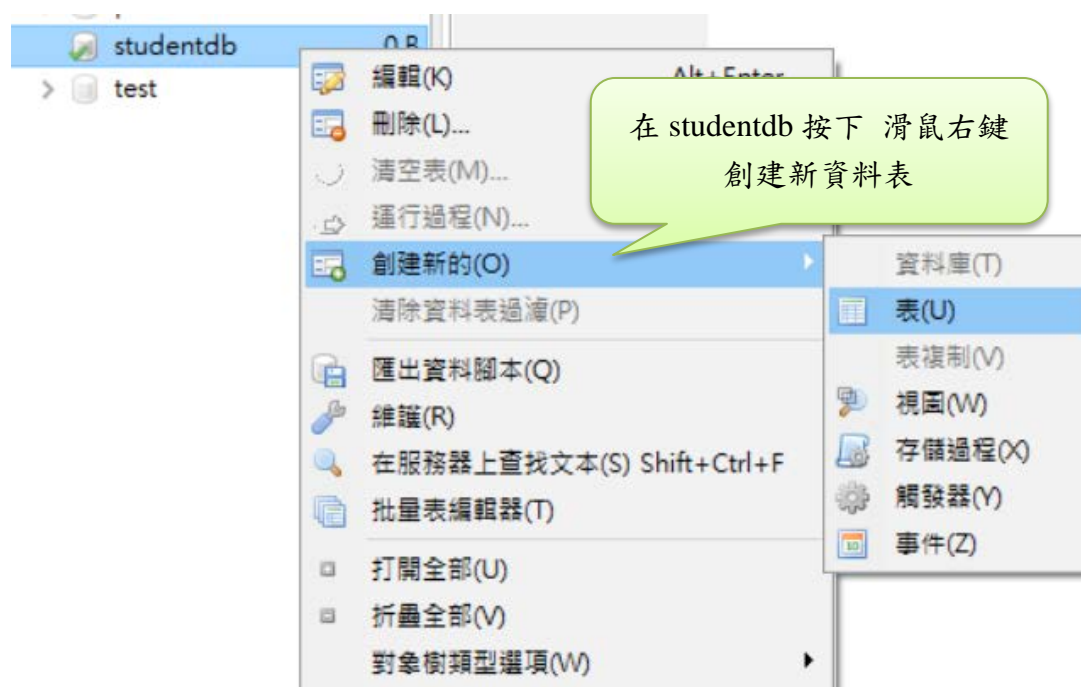 studentdb 0 B
test
編輯(K) Alt+Enter
刪除(L)...
清空表(M)...
運行過程(N)...
創建新的(O)
清除資料表過濾(P)
匯出資料腳本(Q)
維護(R)
在服務器上查找文本(S) Shift+Ctrl+F
批量表編輯器(T)
打開全部(U)
折疊全部(V)
對象樹類型選項(W)
在 studentdb 按下 滑鼠右鍵
創建新資料表
資料庫(T)
表(U)
表複制(V)
視圖(W)
存儲過程(X)
觸發器(Y)
事件(Z)